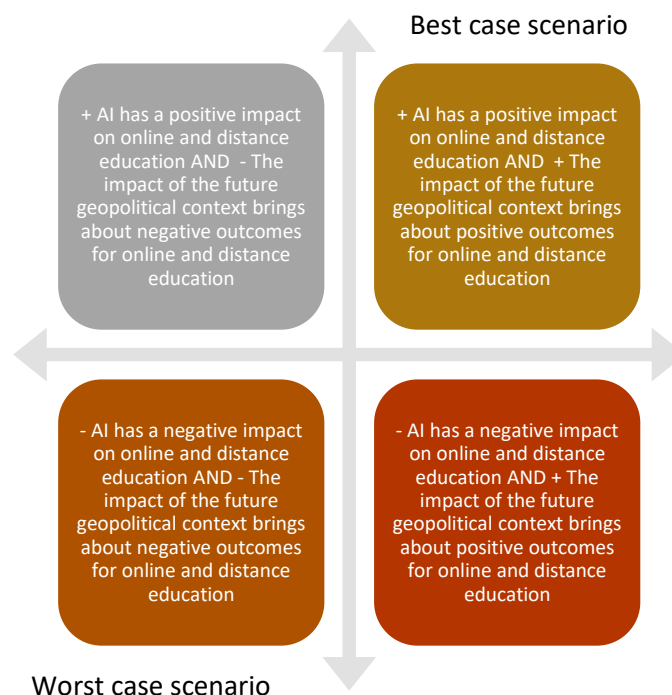 Best case scenario
+ AI has a positive impact
on online and distance
education AND  - The
impact of the future
geopolitical context brings
about negative outcomes
for online and distance
education
+ AI has a positive impact
on online and distance
education AND  + The
impact of the future
geopolitical context brings
about positive outcomes
for online and distance
education
- AI has a negative impact
on online and distance
education AND - The
impact of the future
geopolitical context brings
about negative outcomes
for online and distance
education
- AI has a negative impact
on online and distance
education AND + The
impact of the future
geopolitical context brings
about positive outcomes
for online and distance
education
Worst case scenario